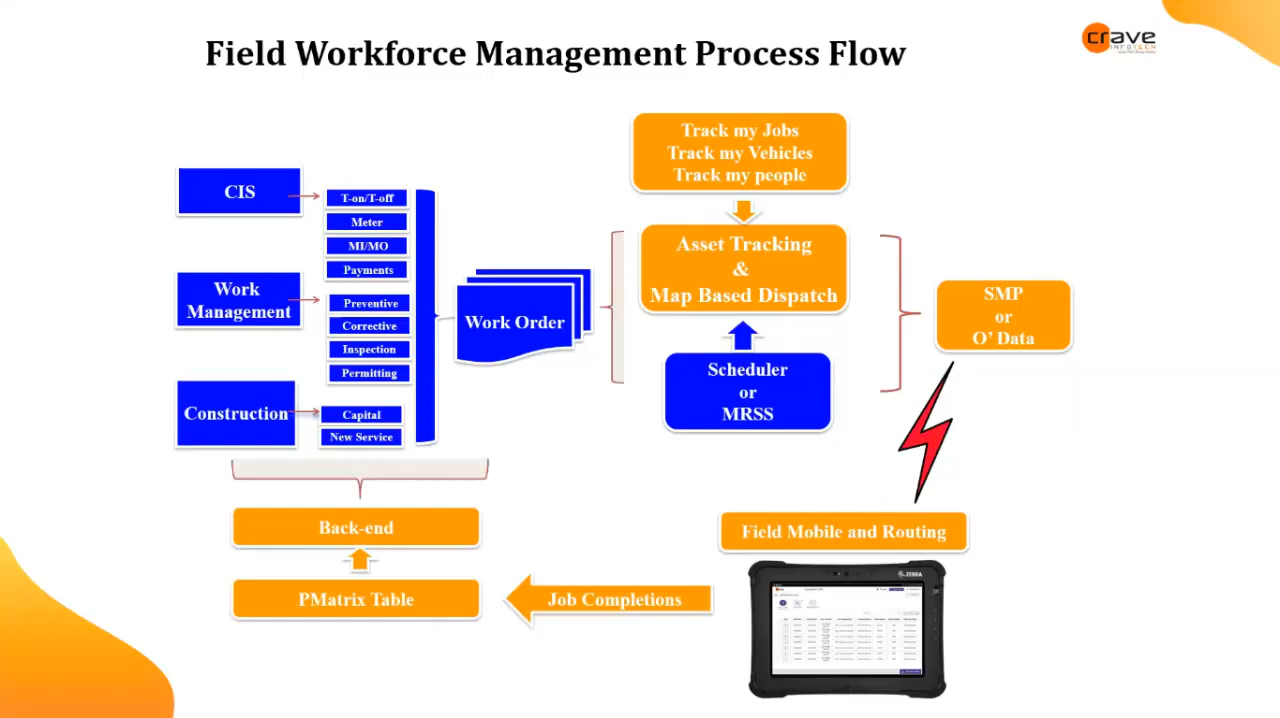 Field Workforce Management Process Flow
crave
INFOTECH
Track my Jobs
Track my Vehicles
Track my people
CIS
T-on/T-off
Meter
MI/MO
Payments
Work
Management
Preventive
Corrective
Inspection
Permitting
Construction
Capital
New Service
Work Order
Asset Tracking
&
Map Based Dispatch
Scheduler
or
MRSS
SMP
or
O’ Data
Back-end
PMatrix Table
Job Completions
Field Mobile and Routing
ZEBRA